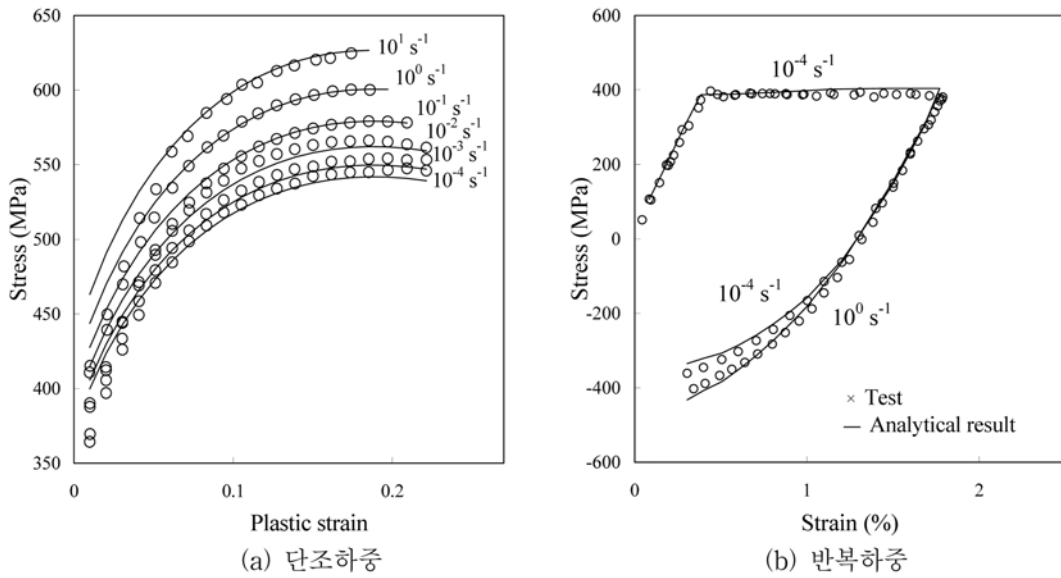 650
600
550
500
450
400
350
0
0.1
0.2
Stress (MPa)
Plastic strain
10¹ s⁻¹
10⁰ s⁻¹
10⁻¹ s⁻¹
10⁻² s⁻¹
10⁻³ s⁻¹
10⁻⁴ s⁻¹
(a) 단조하중
600
400
200
0
-200
-400
-600
0
1
2
Stress (MPa)
Strain (%)
10⁻⁴ s⁻¹
10⁻⁴ s⁻¹
10⁰ s⁻¹
× Test
— Analytical result
(b) 반복하중